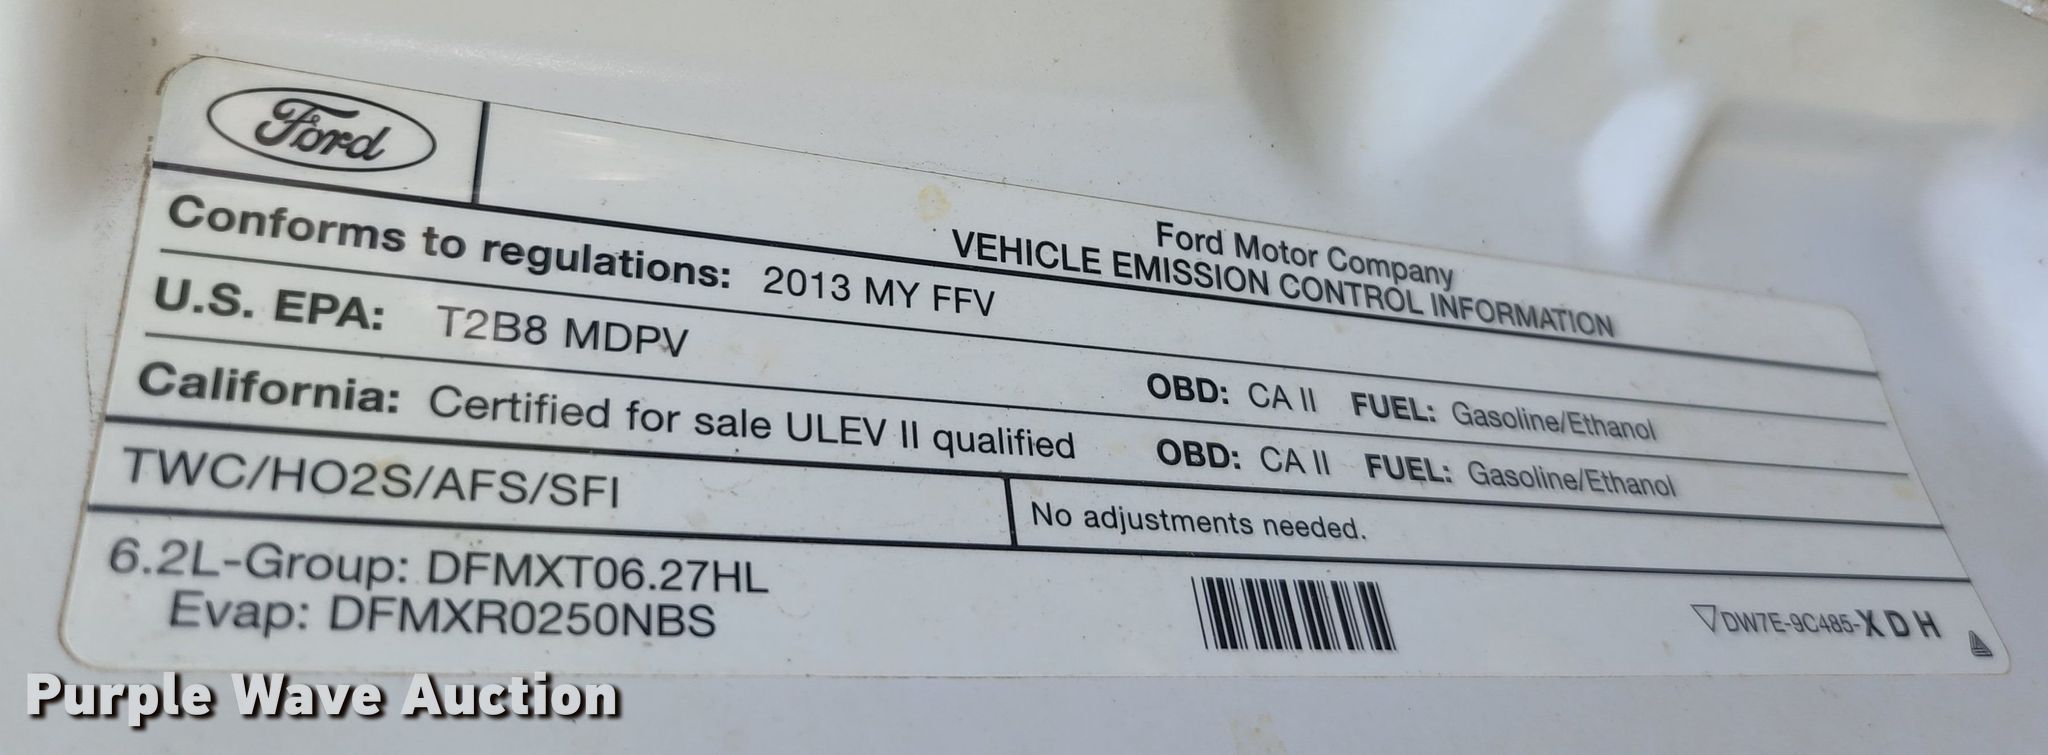 Ford
Ford Motor Company
VEHICLE EMISSION CONTROL INFORMATION
Conforms to regulations: 2013 MY FFV
U.S. EPA: T2B8 MDPV OBD: CA II FUEL: Gasoline/Ethanol
California: Certified for sale ULEV II qualified OBD: CA II FUEL: Gasoline/Ethanol
TWC/HO2S/AFS/SFI No adjustments needed.
6.2L-Group: DFMXT06.27HL
Evap: DFMXR0250NBS
DW7E-9C485-XDH
Purple Wave Auction